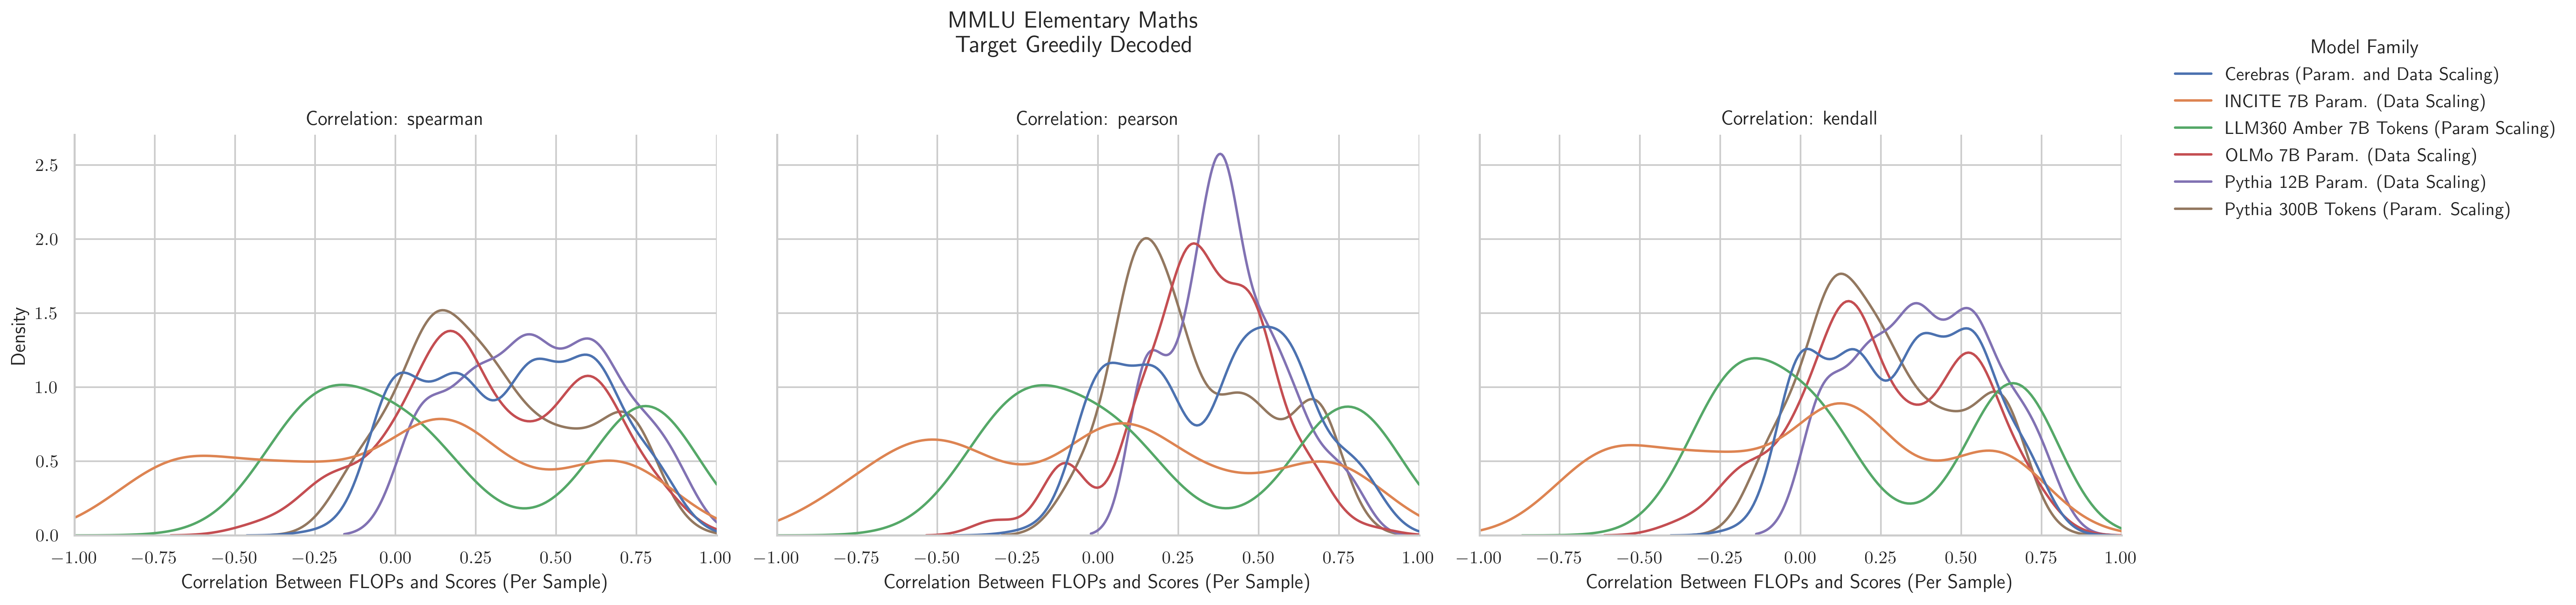 MMLU Elementary Maths
Target Greedily Decoded
Model Family
Cerebras (Param. and Data Scaling)
INCITE 7B Param. (Data Scaling)
LLM360 Amber 7B Tokens (Param Scaling)
OLMo 7B Param. (Data Scaling)
Pythia 12B Param. (Data Scaling)
Pythia 300B Tokens (Param. Scaling)
Correlation: spearman
Correlation: pearson
Correlation: kendall
Density
2.5
2.0
1.5
1.0
0.5
0.0
−1.00 −0.75 −0.50 −0.25 0.00 0.25 0.50 0.75 1.00
−1.00 −0.75 −0.50 −0.25 0.00 0.25 0.50 0.75 1.00
−1.00 −0.75 −0.50 −0.25 0.00 0.25 0.50 0.75 1.00
Correlation Between FLOPs and Scores (Per Sample)
Correlation Between FLOPs and Scores (Per Sample)
Correlation Between FLOPs and Scores (Per Sample)